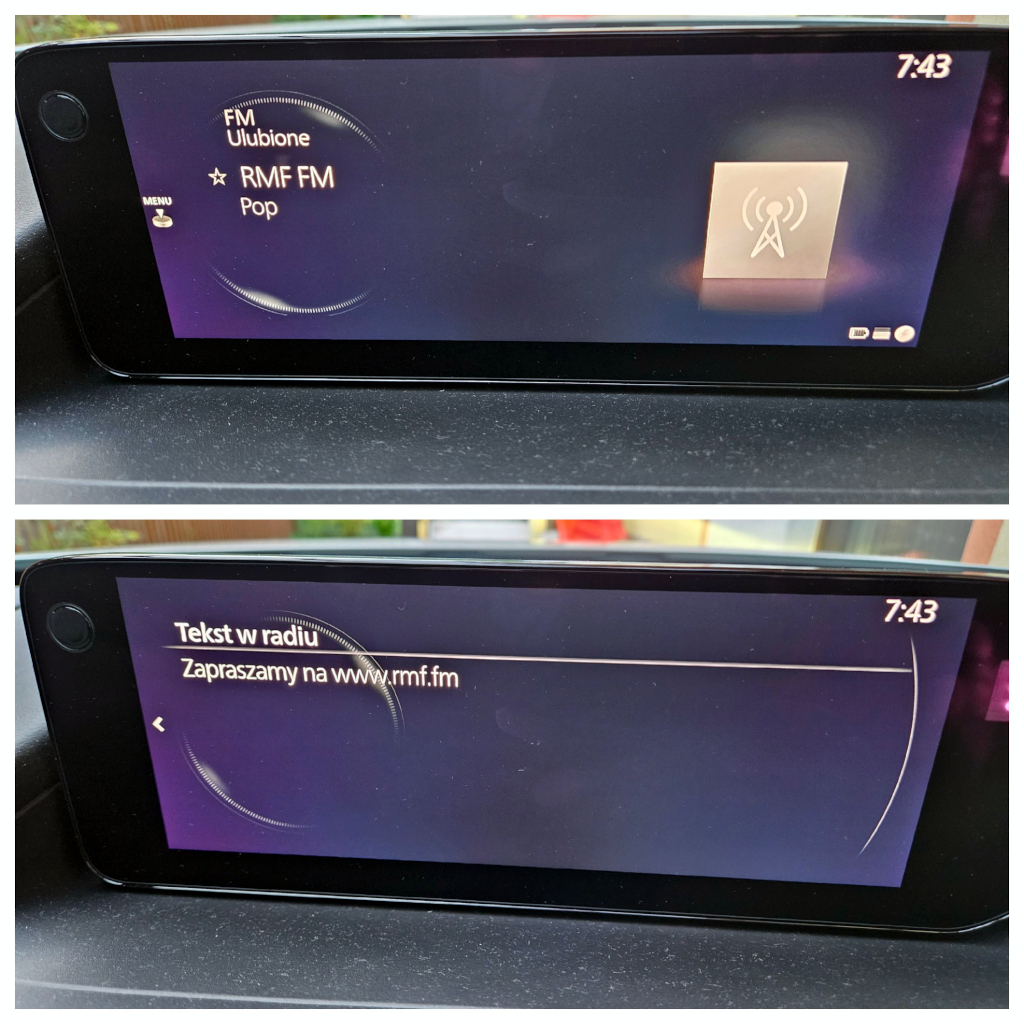 7:43
FM
Ulubione
RMF FM
Pop
MENU
7:43
Tekst w radiu
Zapraszamy na www.rmf.fm